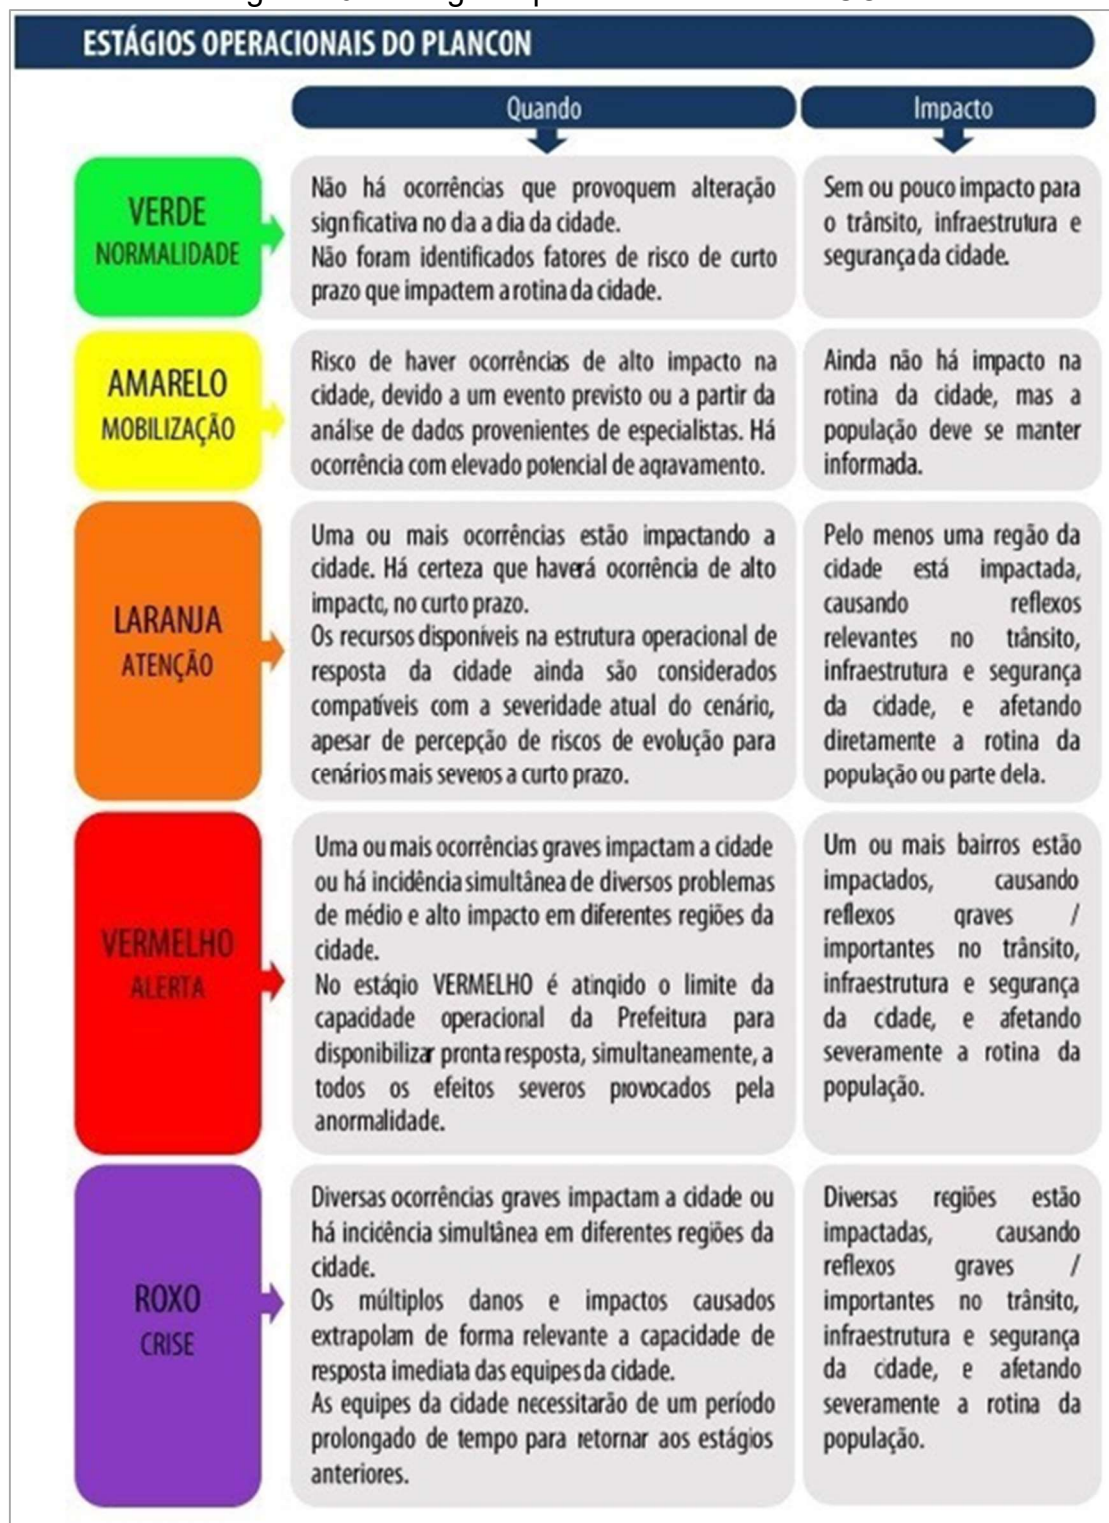 ESTÁGIOS OPERACIONAIS DO PLANCON
Quando
Impacto
VERDE
NORMALIDADE
Não há ocorrências que provoquem alteração
signficativa no dia a dia da cidade.
Não foram identificados fatores de risco de curto
prazo que impactem a rotina da cidade.
Sem ou pouco impacto para
o trânsito, infraestrutura e
segurança da cidade.
AMARELO
MOBILIZAÇÃO
Risco de haver ocorrências de alto impacto na
cidade, devido a um evento previsto ou a partir da
análise de dados provenientes de especialistas. Há
ocorrência com elevado potencial de agravamento.
Ainda não há impacto na
rotina da cidade, mas a
população deve se manter
informada.
LARANJA
ATENÇÃO
Uma ou mais ocorrências estão impactando a
cidade. Há certeza que haverá ocorrência de alto
impacto, no curto prazo.
Os recursos disponíveis na estrutura operacional de
resposta da cidade ainda são considerados
compatíveis com a severidade atual do cenário,
apesar de percepção de riscos de evolução para
cenários mais severos a curto prazo.
Pelo menos uma região da
cidade está impactada,
causando reflexos
relevantes no trânsito,
infraestrutura e segurança
da cidade, e afetando
diretamente a rotina da
população ou parte dela.
VERMELHO
ALERTA
Uma ou mais ocorrências graves impactam a cidade
ou há incidência simultânea de diversos problemas
de médio e alto impacto em diferentes regiões da
cidade.
No estágio VERMELHO é atingido o limite da
capacidade operacional da Prefeitura para
disponibilizar pronta resposta, simultaneamente, a
todos os efeitos severos provocados pela
anormalidade.
Um ou mais bairros estão
impactados, causando
reflexos graves /
importantes no trânsito,
infraestrutura e segurança
da cidade, e afetando
severamente a rotina da
população.
ROXO
CRISE
Diversas ocorrências graves impactam a cidade ou
há incidência simultânea em diferentes regiões da
cidade.
Os múltiplos danos e impactos causados
extrapolam de forma relevante a capacidade de
resposta imediata das equipes da cidade.
As equipes da cidade necessitarão de um período
prolongado de tempo para retornar aos estágios
anteriores.
Diversas regiões estão
impactadas, causando
reflexos graves /
importantes no trânsito,
infraestrutura e segurança
da cidade, e afetando
severamente a rotina da
população.